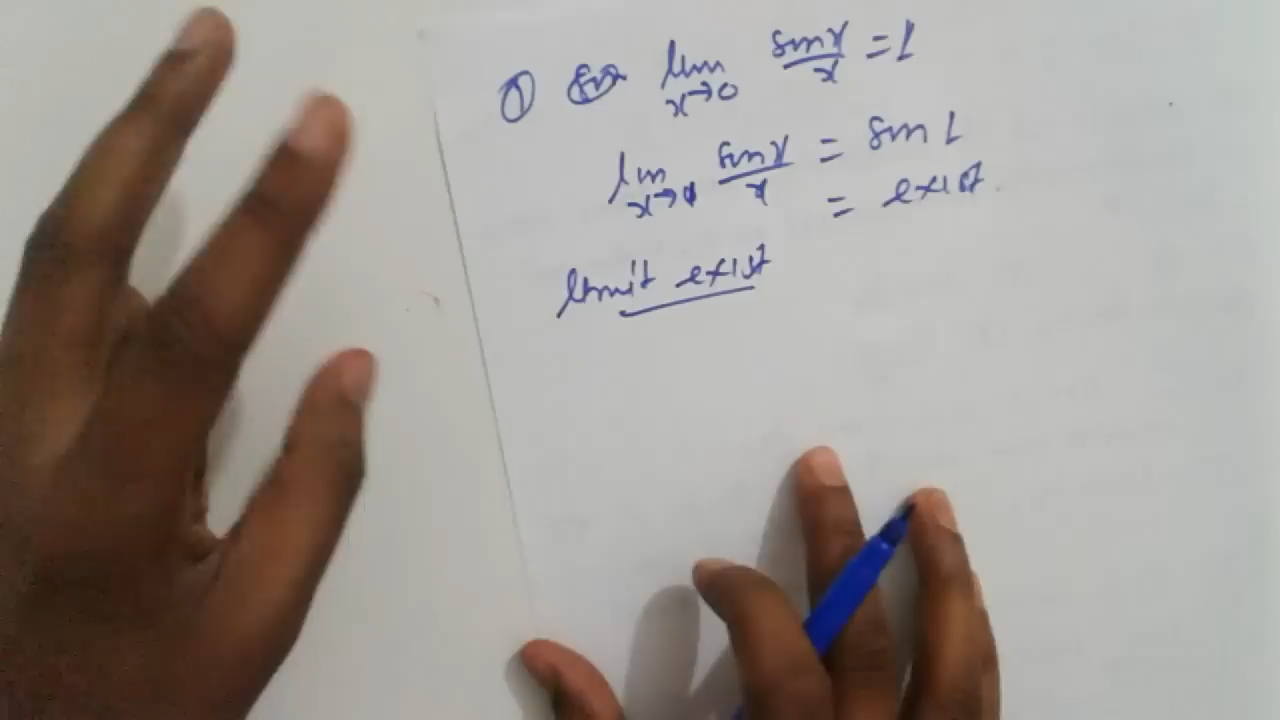 ① lim x→0 sinx/x = 1
lim x→1 sinx/x = sin 1
= exist.
limit exist